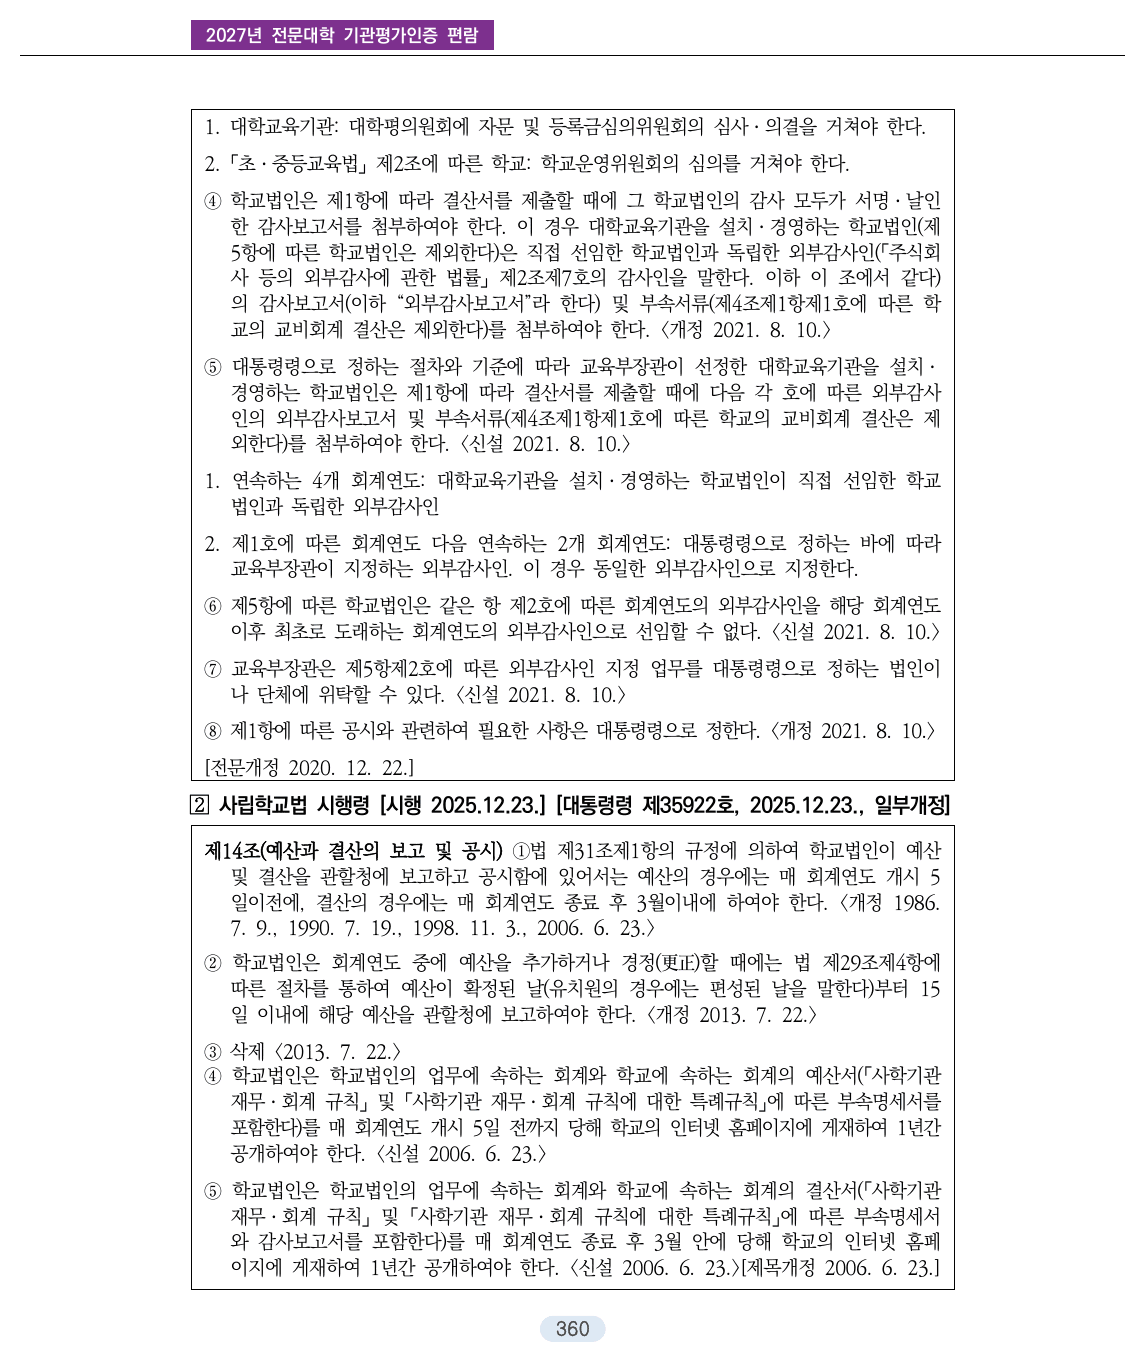 2027년 전문대학 기관평가인증 편람
1. 대학교육기관: 대학평의원회에 자문 및 등록금심의위원회의 심사·의결을 거쳐야 한다.
2. 「초·중등교육법」 제2조에 따른 학교: 학교운영위원회의 심의를 거쳐야 한다.
④ 학교법인은 제1항에 따라 결산서를 제출할 때에 그 학교법인의 감사 모두가 서명·날인
한 감사보고서를 첨부하여야 한다. 이 경우 대학교육기관을 설치·경영하는 학교법인(제
5항에 따른 학교법인은 제외한다)은 직접 선임한 학교법인과 독립한 외부감사인(「주식회
사 등의 외부감사에 관한 법률」 제2조제7호의 감사인을 말한다. 이하 이 조에서 같다)
의 감사보고서(이하 “외부감사보고서”라 한다) 및 부속서류(제4조제1항제1호에 따른 학
교의 교비회계 결산은 제외한다)를 첨부하여야 한다. 〈개정 2021. 8. 10.〉
⑤ 대통령령으로 정하는 절차와 기준에 따라 교육부장관이 선정한 대학교육기관을 설치·
경영하는 학교법인은 제1항에 따라 결산서를 제출할 때에 다음 각 호에 따른 외부감사
인의 외부감사보고서 및 부속서류(제4조제1항제1호에 따른 학교의 교비회계 결산은 제
외한다)를 첨부하여야 한다. 〈신설 2021. 8. 10.〉
1. 연속하는 4개 회계연도: 대학교육기관을 설치·경영하는 학교법인이 직접 선임한 학교
법인과 독립한 외부감사인
2. 제1호에 따른 회계연도 다음 연속하는 2개 회계연도: 대통령령으로 정하는 바에 따라
교육부장관이 지정하는 외부감사인. 이 경우 동일한 외부감사인으로 지정한다.
⑥ 제5항에 따른 학교법인은 같은 항 제2호에 따른 회계연도의 외부감사인을 해당 회계연도
이후 최초로 도래하는 회계연도의 외부감사인으로 선임할 수 없다. 〈신설 2021. 8. 10.〉
⑦ 교육부장관은 제5항제2호에 따른 외부감사인 지정 업무를 대통령령으로 정하는 법인이
나 단체에 위탁할 수 있다. 〈신설 2021. 8. 10.〉
⑧ 제1항에 따른 공시와 관련하여 필요한 사항은 대통령령으로 정한다. 〈개정 2021. 8. 10.〉
[전문개정 2020. 12. 22.]
2 사립학교법 시행령 [시행 2025.12.23.] [대통령령 제35922호, 2025.12.23., 일부개정]
제14조(예산과 결산의 보고 및 공시) ①법 제31조제1항의 규정에 의하여 학교법인이 예산
및 결산을 관할청에 보고하고 공시함에 있어서는 예산의 경우에는 매 회계연도 개시 5
일이전에, 결산의 경우에는 매 회계연도 종료 후 3월이내에 하여야 한다. 〈개정 1986.
7. 9., 1990. 7. 19., 1998. 11. 3., 2006. 6. 23.〉
② 학교법인은 회계연도 중에 예산을 추가하거나 경정(更正)할 때에는 법 제29조제4항에
따른 절차를 통하여 예산이 확정된 날(유치원의 경우에는 편성된 날을 말한다)부터 15
일 이내에 해당 예산을 관할청에 보고하여야 한다. 〈개정 2013. 7. 22.〉
③ 삭제 〈2013. 7. 22.〉
④ 학교법인은 학교법인의 업무에 속하는 회계와 학교에 속하는 회계의 예산서(「사학기관
재무·회계 규칙」 및 「사학기관 재무·회계 규칙에 대한 특례규칙」에 따른 부속명세서를
포함한다)를 매 회계연도 개시 5일 전까지 당해 학교의 인터넷 홈페이지에 게재하여 1년간
공개하여야 한다. 〈신설 2006. 6. 23.〉
⑤ 학교법인은 학교법인의 업무에 속하는 회계와 학교에 속하는 회계의 결산서(「사학기관
재무·회계 규칙」 및 「사학기관 재무·회계 규칙에 대한 특례규칙」에 따른 부속명세서
와 감사보고서를 포함한다)를 매 회계연도 종료 후 3월 안에 당해 학교의 인터넷 홈페
이지에 게재하여 1년간 공개하여야 한다. 〈신설 2006. 6. 23.〉[제목개정 2006. 6. 23.]
360